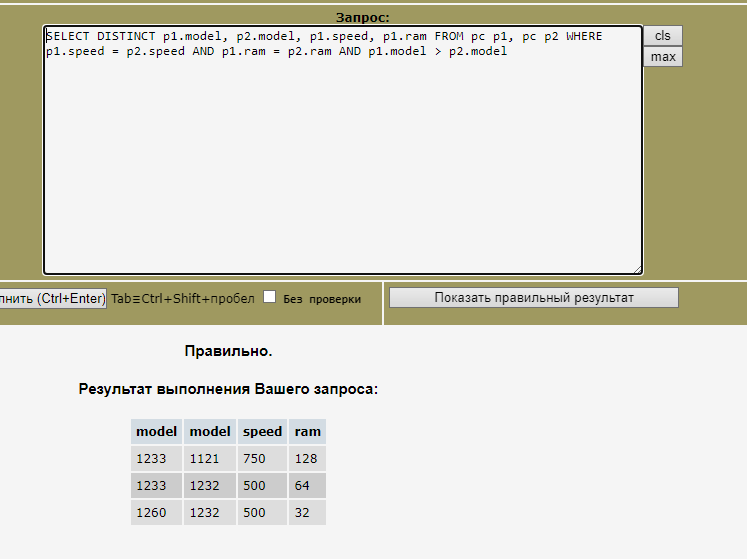 Запрос:
SELECT DISTINCT p1.model, p2.model, p1.speed, p1.ram FROM pc p1, pc p2 WHERE
p1.speed = p2.speed AND p1.ram = p2.ram AND p1.model > p2.model
cls
max
лнить (Ctrl+Enter) Tab≡Ctrl+Shift+пробел Без проверки Показать правильный результат
Правильно.
Результат выполнения Вашего запроса:
model model speed ram
1233 1121 750 128
1233 1232 500 64
1260 1232 500 32